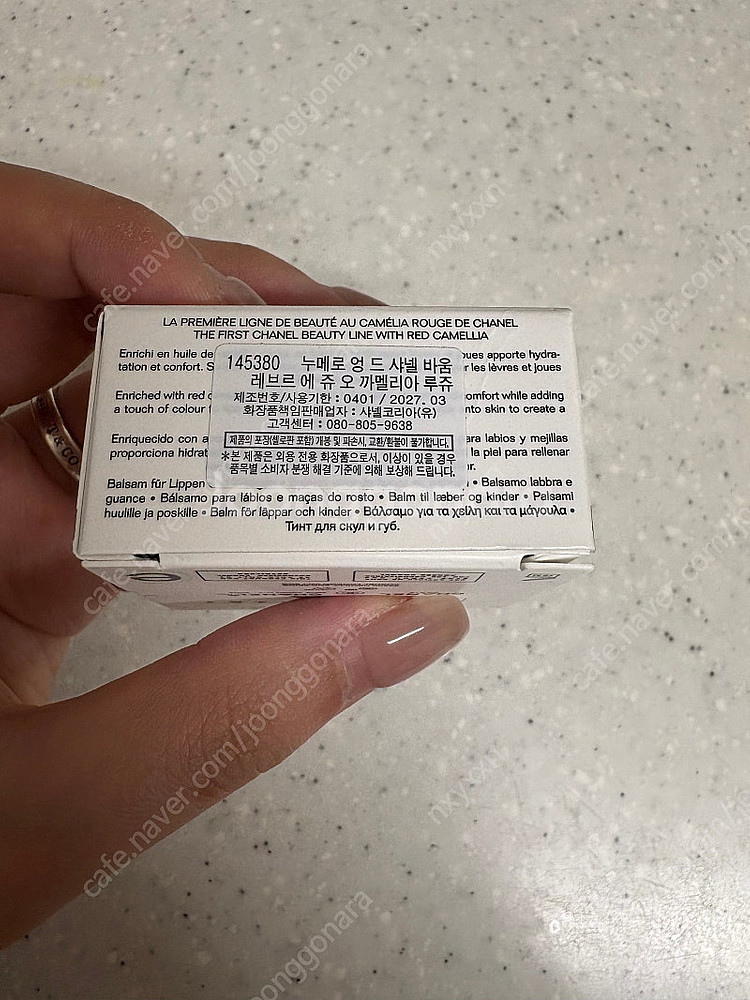 LA PREMIÈRE LIGNE DE BEAUTÉ AU CAMÉLIA ROUGE DE CHANEL
THE FIRST CHANEL BEAUTY LINE WITH RED CAMELLIA
Enrichi en huile de
apporte hydra-
tation et confort.
les lèvres et joues
145380 누메로 엉 드 샤넬 바움
레브르 에 쥬 오 까멜리아 루쥬
제조번호/사용기한 : 0401 / 2027. 03
화장품책임판매업자 : 샤넬코리아(유)
고객센터 : 080-805-9638
제품의 포장(셀로판 포함) 개봉 및 파손시, 교환/환불이 불가합니다.
*본 제품은 외용 전용 화장품으로서, 이상이 있을 경우
품목별 소비자 분쟁 해결 기준에 의해 보상해 드립니다.
Enriched with red
comfort while adding
a touch of colour
onto skin to create a
Enriquecido con
labios y mejillas
proporciona
la piel para rellenar
Balsam für Lippen
• Balsamo labbra e
guance • Bálsamo para lábios e maças do rosto • Balm til læber og kinder • Palsami
huulille ja poskille • Balm för läppar och kinder • Βάλσαμο για τα χείλη και τα μάγουλα •
Тинт для скул и губ.
T & CO
cafe.naver.com/joonggonara
nxyxxn